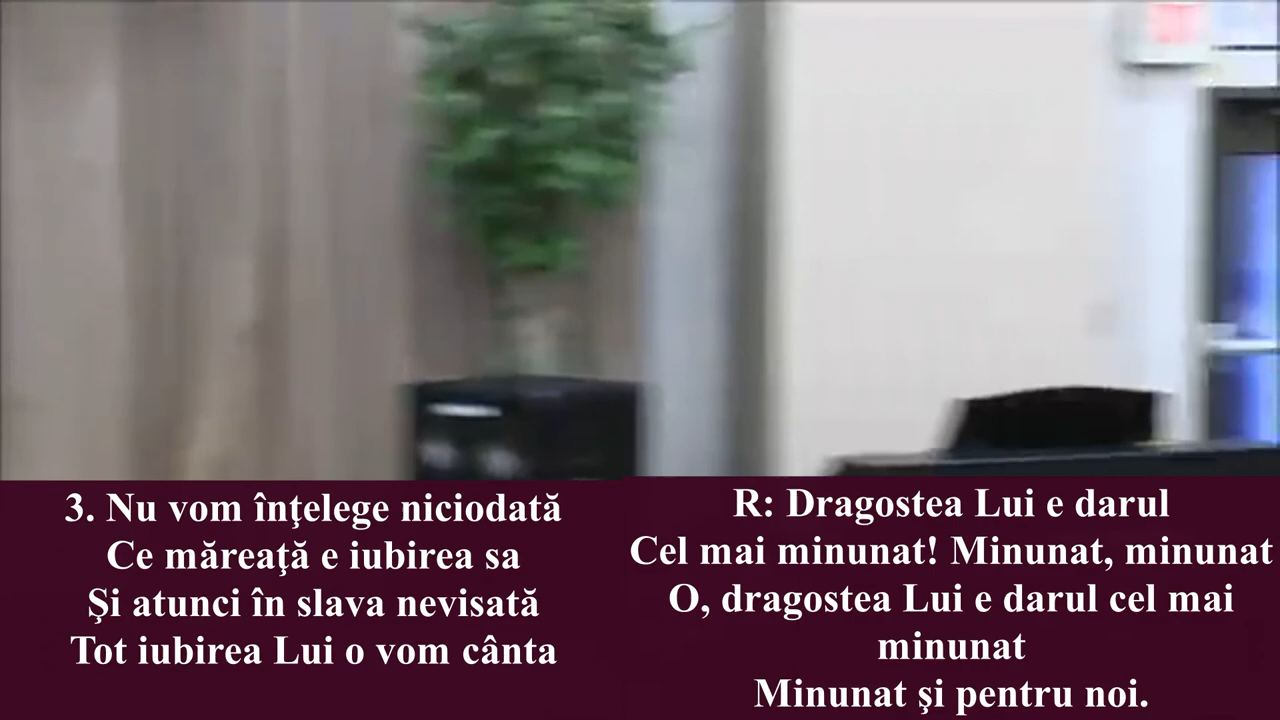 3. Nu vom înţelege niciodată
Ce măreaţă e iubirea sa
Şi atunci în slava nevisată
Tot iubirea Lui o vom cânta
R: Dragostea Lui e darul
Cel mai minunat! Minunat, minunat
O, dragostea Lui e darul cel mai
minunat
Minunat şi pentru noi.